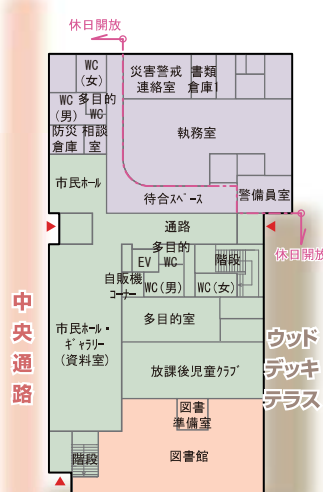 休日開放
WC
(女)
災害警戒
連絡室
書類
倉庫1
WC
(男)
多目的
WC
防災
倉庫
相談
室
執務室
市民ホール
待合スペース
警備員室
通路
休日開放
多目的
WC
EV
階段
自販機
コーナー
WC(男)
WC(女)
中央通路
市民ホール・
ギャラリー
(資料室)
多目的室
放課後児童クラブ
ウッド
デッキ
テラス
図書
準備室
階段
図書館